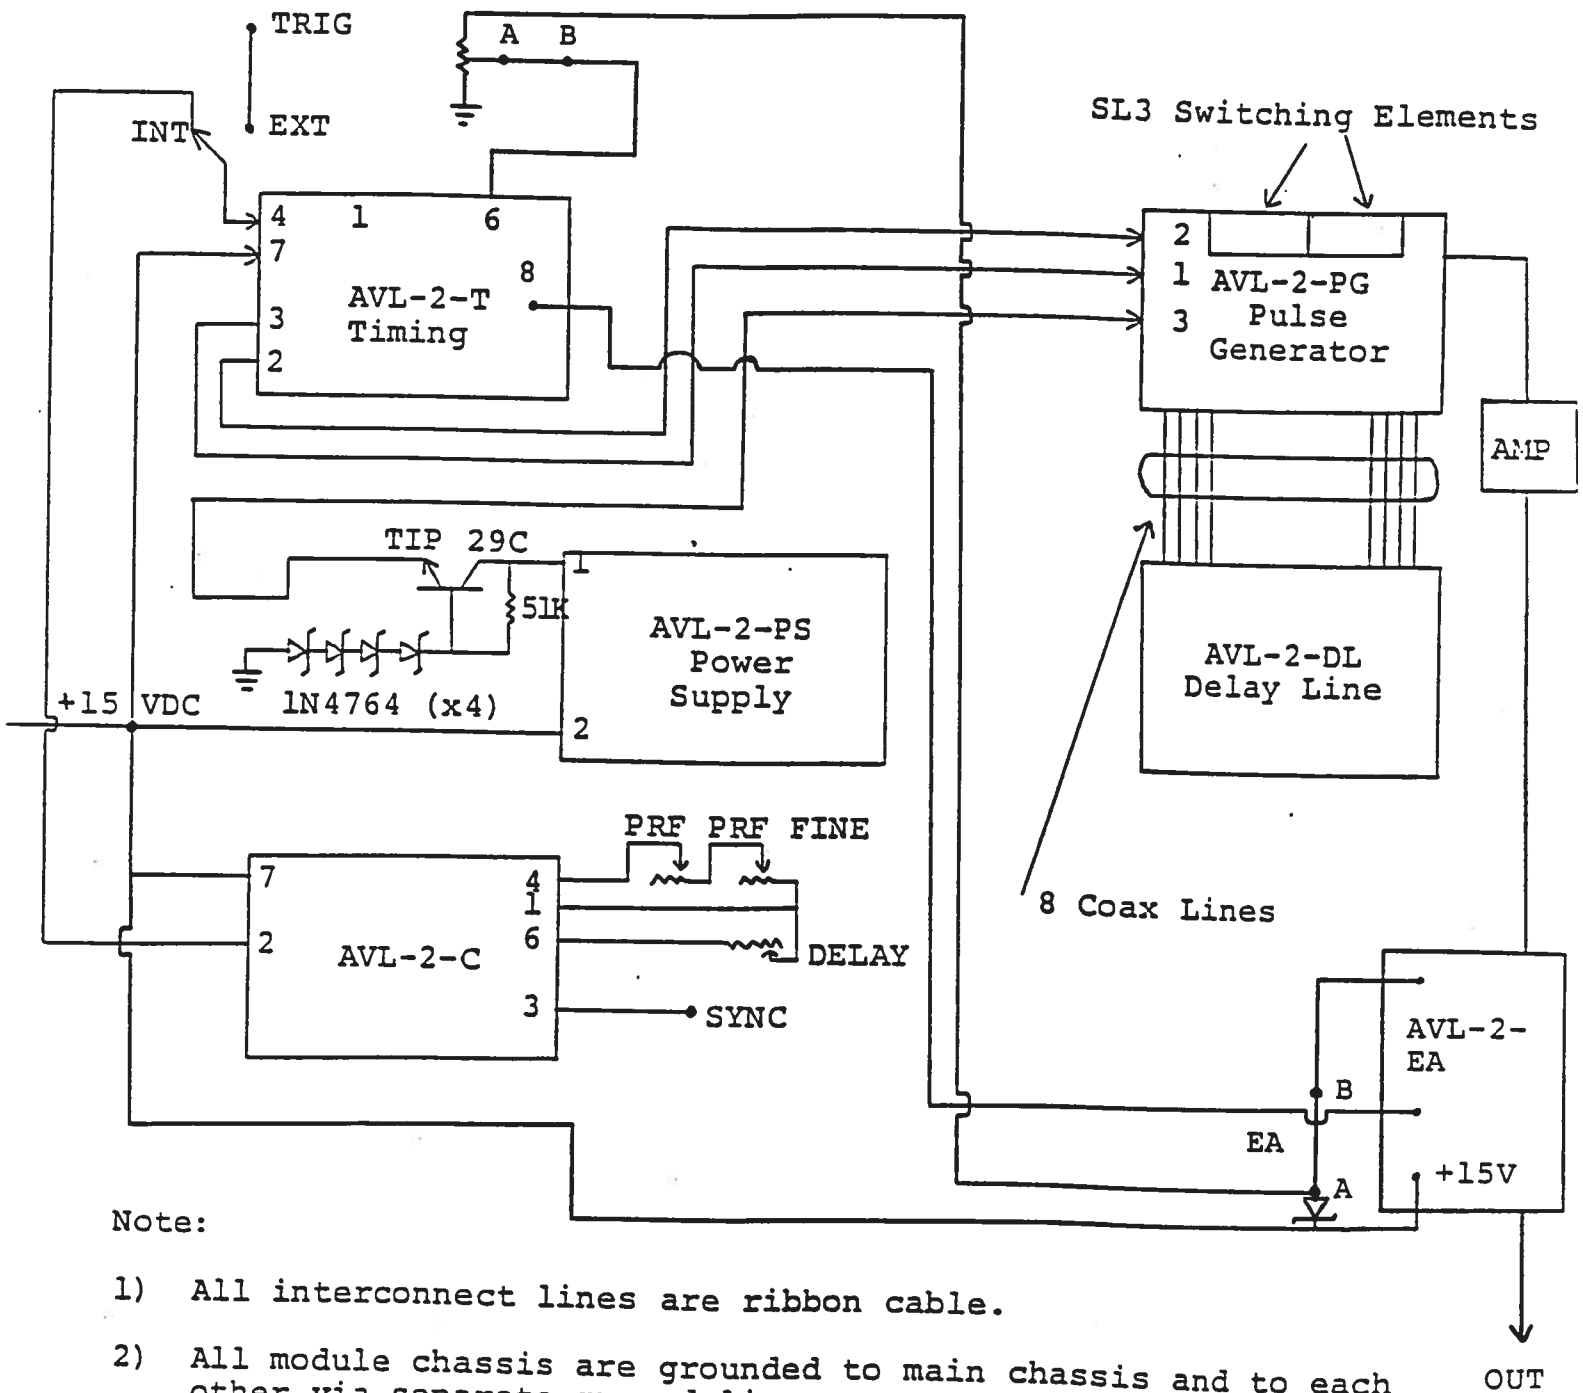 TRIG
A B
EXT
INT
SL3 Switching Elements
4 1 6
7
8
AVL-2-T
Timing
3
2
2
1 AVL-2-PG
3 Pulse
Generator
AMP
TIP 29C
1
51K
AVL-2-PS
Power
Supply
AVL-2-DL
Delay Line
+15 VDC
1N4764 (x4)
2
PRF PRF FINE
7 4
1
2 6
AVL-2-C
DELAY
3
SYNC
8 Coax Lines
AVL-2-
EA
B
EA
+15V
A
Note:
1) All interconnect lines are ribbon cable.
2) All module chassis are grounded to main chassis and to each
other via separate
OUT